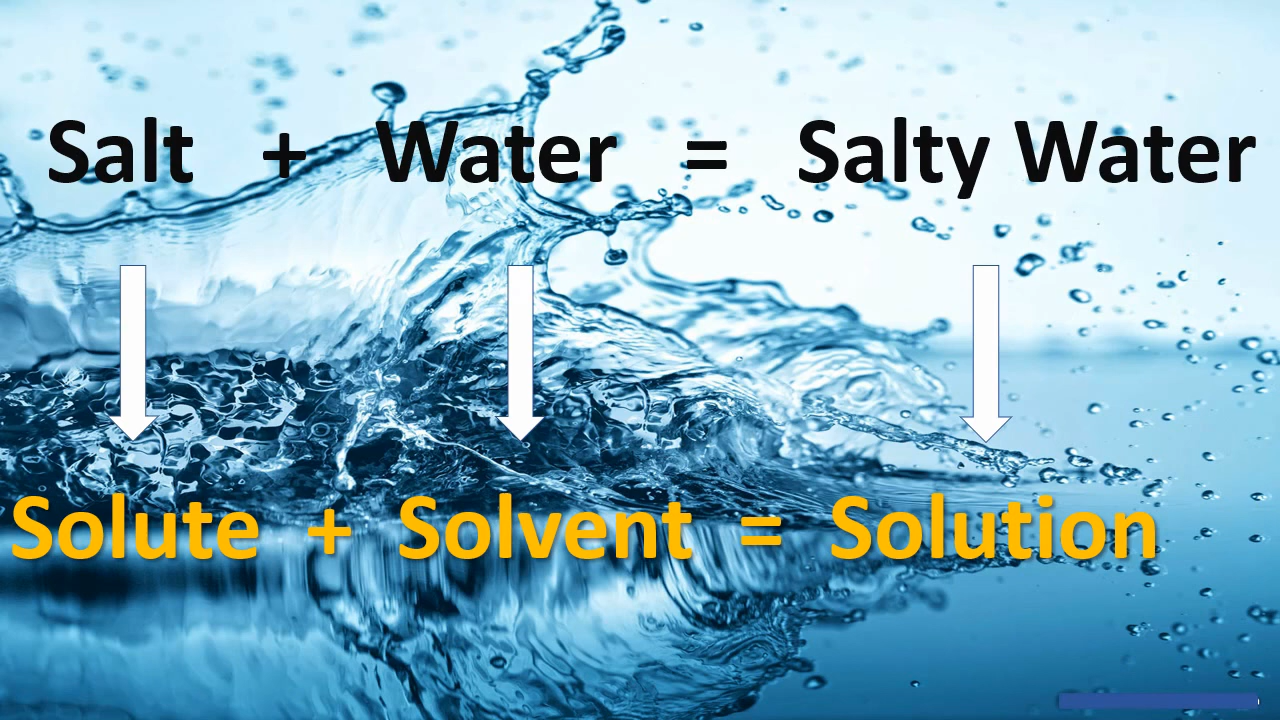 Salt + Water = Salty Water
Solute + Solvent = Solution